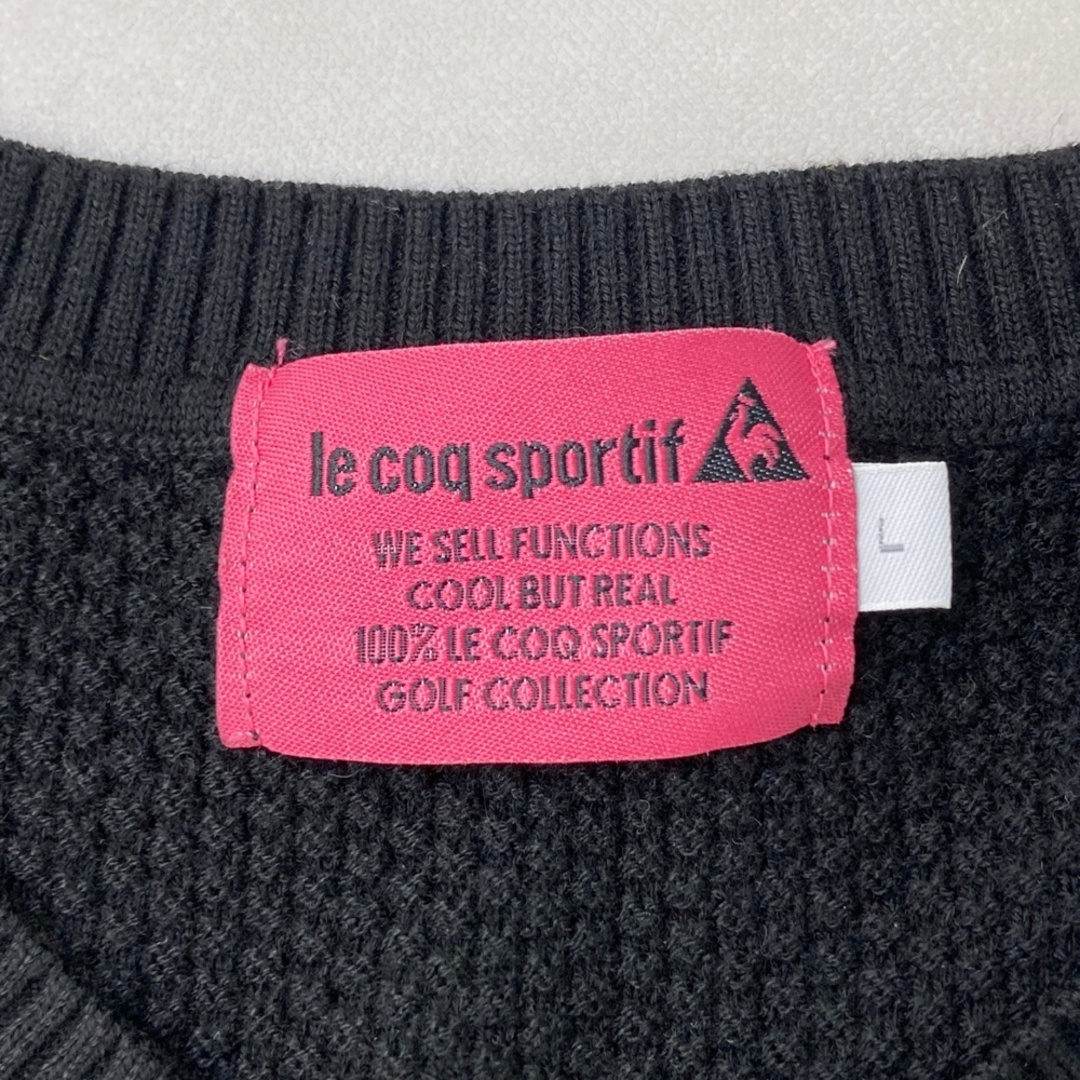 le coq sportif
WE SELL FUNCTIONS
COOL BUT REAL
100% LE COQ SPORTIF
GOLF COLLECTION
L